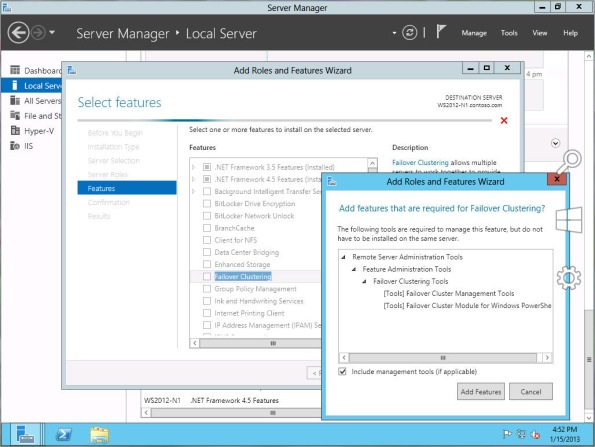 Server Manager
Server Manager • Local Server
Manage Tools View Help
Dashboard
Local Serv
All Servers
File and St
Hyper-V
IIS
4 pm
Add Roles and Features Wizard
Select features
DESTINATION SERVER
WS2012-N1.contoso.com
Before You Begin
Installation Type
Server Selection
Server Roles
Features
Confirmation
Results
Select one or more features to install on the selected server.
Features
.NET Framework 3.5 Features (Installed)
.NET Framework 4.5 Features (Insta
Background Intelligent Transfer Se
BitLocker Drive Encryption
BitLocker Network Unlock
BranchCache
Client for NFS
Data Center Bridging
Enhanced Storage
Failover Clustering
Group Policy Management
Ink and Handwriting Services
Internet Printing Client
IP Address Management (IPAM) Se
Description
Failover Clustering allows multiple
servers to work together to provide
< P
Add Roles and Features Wizard
Add features that are required for Failover Clustering?
The following tools are required to manage this feature, but do not
have to be installed on the same server.
Remote Server Administration Tools
Feature Administration Tools
Failover Clustering Tools
[Tools] Failover Cluster Management Tools
[Tools] Failover Cluster Module for Windows PowerShe
Include management tools (if applicable)
Add Features Cancel
WS2012-N1 .NET Framework 4.5 Features
4:52 PM
1/15/2013